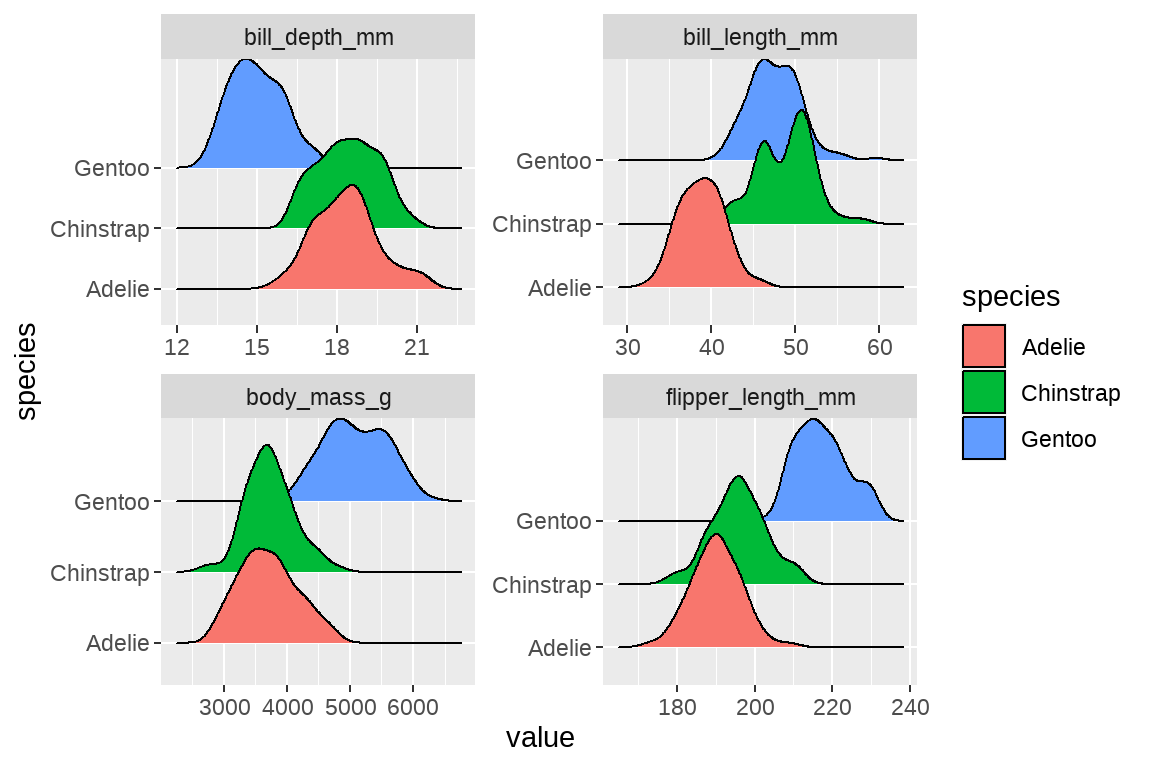 bill_depth_mm
bill_length_mm
Gentoo
Chinstrap
Adelie
12 15 18 21
Gentoo
Chinstrap
Adelie
30 40 50 60
body_mass_g
flipper_length_mm
Gentoo
Chinstrap
Adelie
3000 4000 5000 6000
Gentoo
Chinstrap
Adelie
180 200 220 240
species
value
species
Adelie
Chinstrap
Gentoo